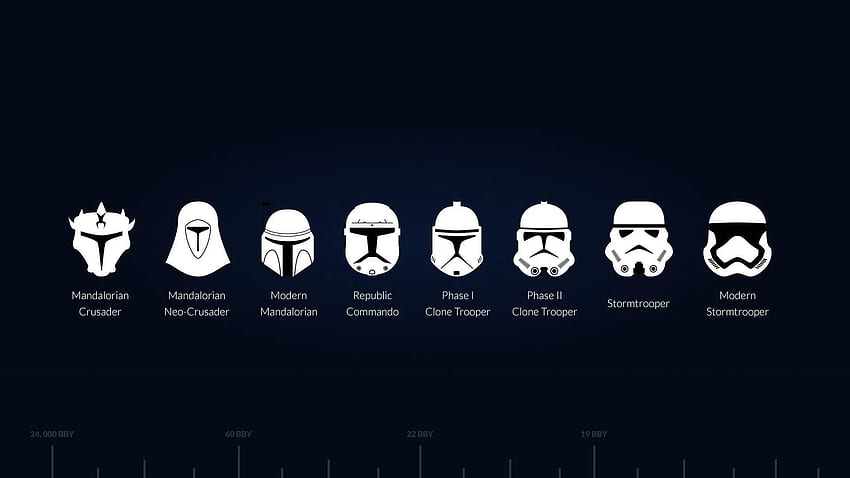 Mandalorian
Crusader
Mandalorian
Neo-Crusader
Modern
Mandalorian
Republic
Commando
Phase I
Clone Trooper
Phase II
Clone Trooper
Stormtrooper
Modern
Stormtrooper
24,000 BBY
60 BBY
22 BBY
19 BBY